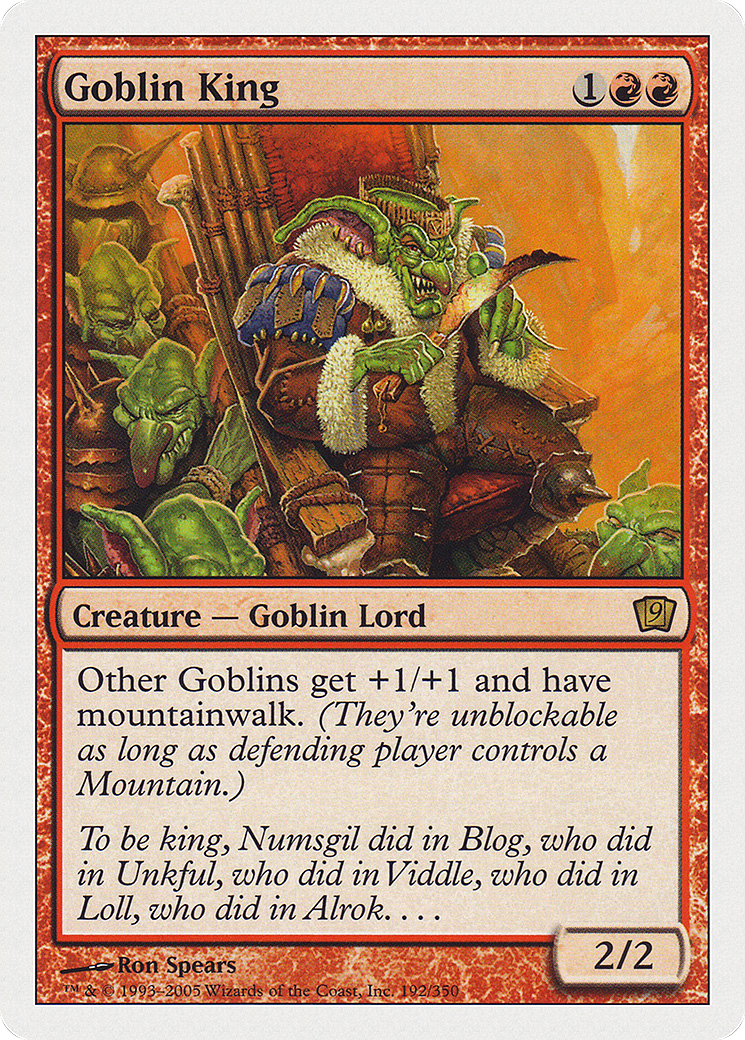 Goblin King
1
Creature — Goblin Lord
9
Other Goblins get +1/+1 and have
mountainwalk. (They're unblockable
as long as defending player controls a
Mountain.)
To be king, Numsgil did in Blog, who did
in Unkful, who did in Viddle, who did in
Loll, who did in Alrok. . . .
2/2
Ron Spears
™ & © 1993–2005 Wizards of the Coast, Inc. 192/350